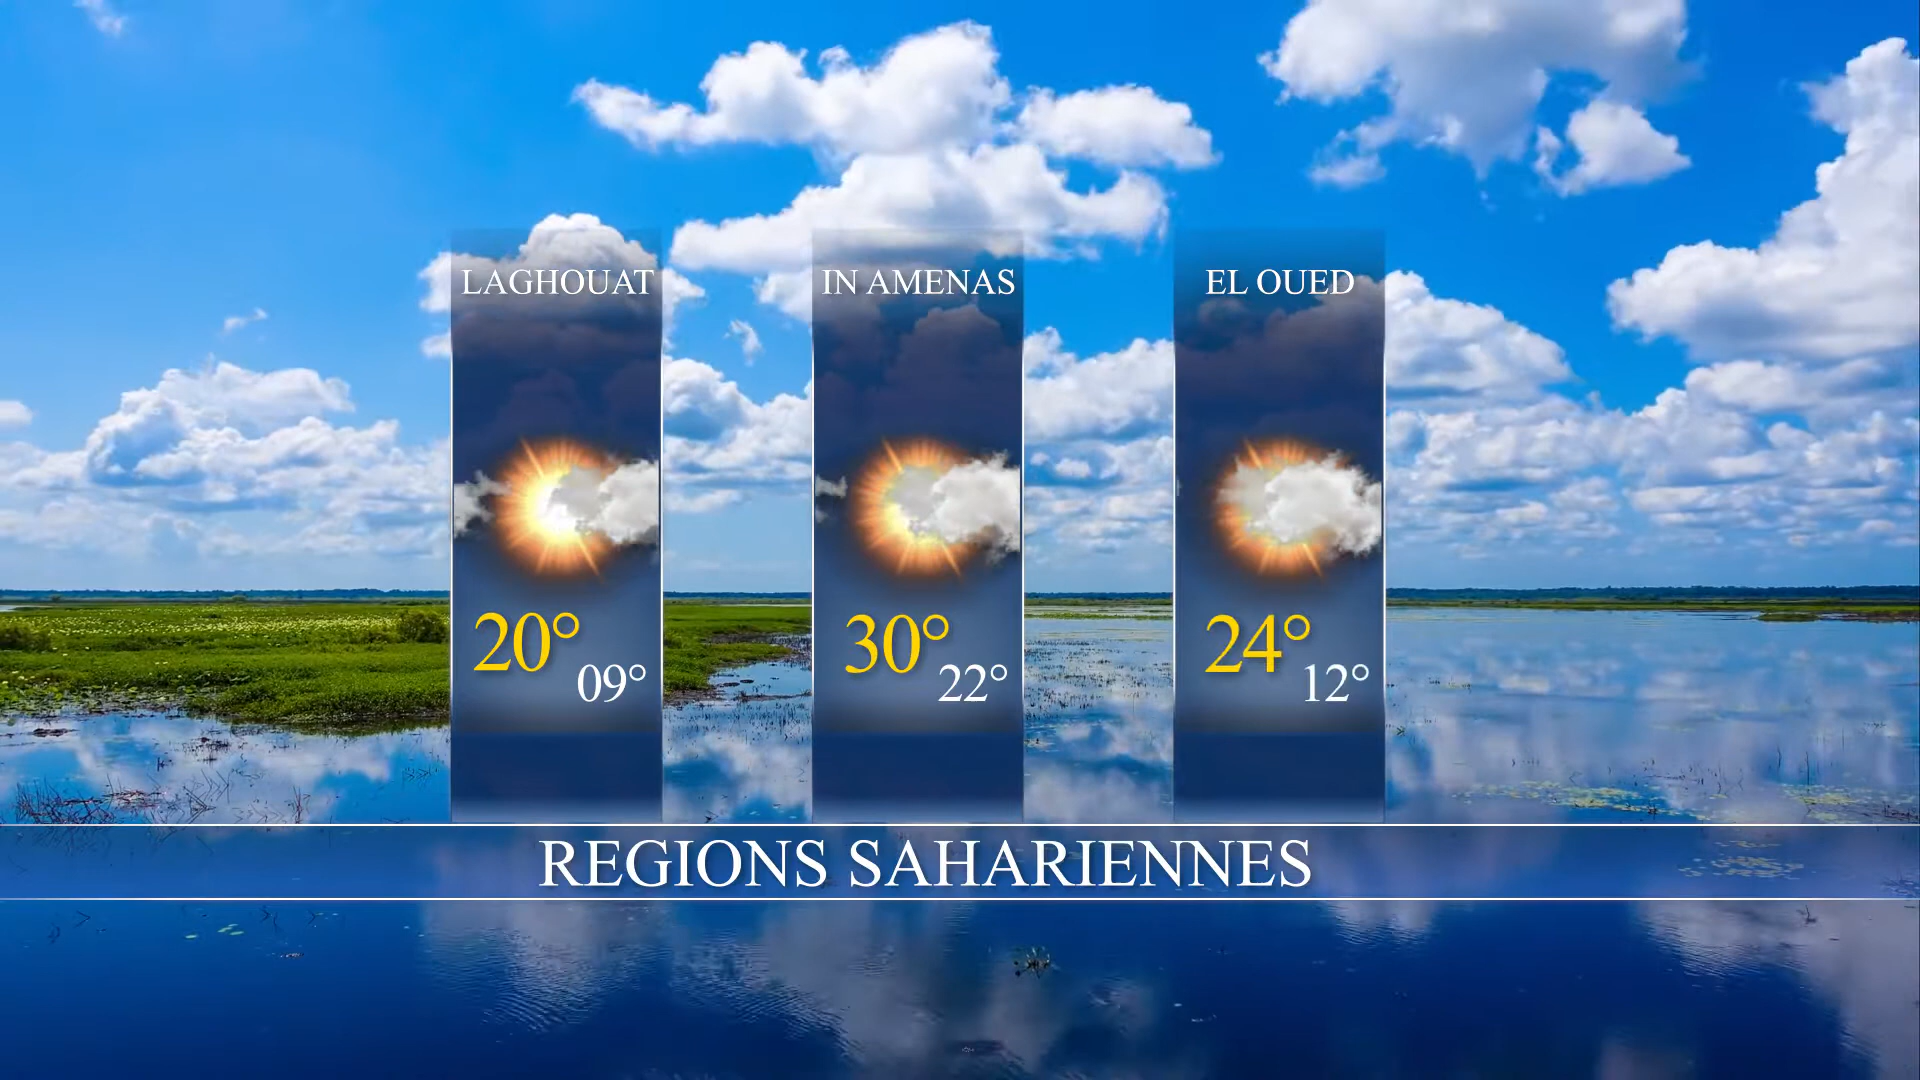 LAGHOUAT
20°
09°
IN AMENAS
30°
22°
EL OUED
24°
12°
REGIONS SAHARIENNES